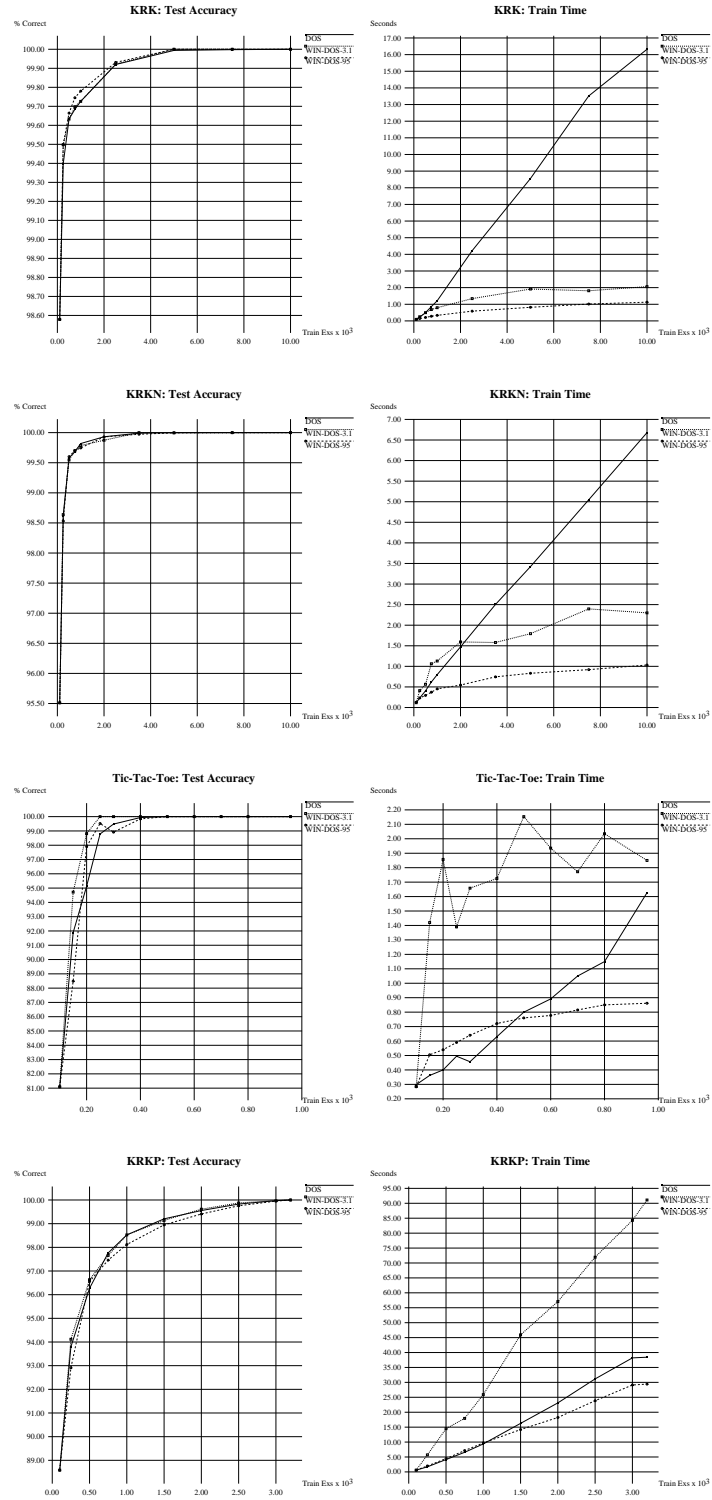 KRK: Test Accuracy
% Correct
DOS
WIN-DOS-3.1
WIN-DOS-95
100.00
99.90
99.80
99.70
99.60
99.50
99.40
99.30
99.20
99.10
99.00
98.90
98.80
98.70
98.60
Train Exs x 10³
0.00 2.00 4.00 6.00 8.00 10.00
KRK: Train Time
Seconds
DOS
WIN-DOS-3.1
WIN-DOS-95
17.00
16.00
15.00
14.00
13.00
12.00
11.00
10.00
9.00
8.00
7.00
6.00
5.00
4.00
3.00
2.00
1.00
0.00
Train Exs x 10³
0.00 2.00 4.00 6.00 8.00 10.00
KRKN: Test Accuracy
% Correct
DOS
WIN-DOS-3.1
WIN-DOS-95
100.00
99.50
99.00
98.50
98.00
97.50
97.00
96.50
96.00
95.50
Train Exs x 10³
0.00 2.00 4.00 6.00 8.00 10.00
KRKN: Train Time
Seconds
DOS
WIN-DOS-3.1
WIN-DOS-95
7.00
6.50
6.00
5.50
5.00
4.50
4.00
3.50
3.00
2.50
2.00
1.50
1.00
0.50
0.00
Train Exs x 10³
0.00 2.00 4.00 6.00 8.00 10.00
Tic-Tac-Toe: Test Accuracy
% Correct
DOS
WIN-DOS-3.1
WIN-DOS-95
100.00
99.00
98.00
97.00
96.00
95.00
94.00
93.00
92.00
91.00
90.00
89.00
88.00
87.00
86.00
85.00
84.00
83.00
82.00
81.00
Train Exs x 10³
0.20 0.40 0.60 0.80 1.00
Tic-Tac-Toe: Train Time
Seconds
DOS
WIN-DOS-3.1
WIN-DOS-95
2.20
2.10
2.00
1.90
1.80
1.70
1.60
1.50
1.40
1.30
1.20
1.10
1.00
0.90
0.80
0.70
0.60
0.50
0.40
0.30
0.20
Train Exs x 10³
0.20 0.40 0.60 0.80 1.00
KRKP: Test Accuracy
% Correct
DOS
WIN-DOS-3.1
WIN-DOS-95
100.00
99.00
98.00
97.00
96.00
95.00
94.00
93.00
92.00
91.00
90.00
89.00
Train Exs x 10³
0.00 0.50 1.00 1.50 2.00 2.50 3.00
KRKP: Train Time
Seconds
DOS
WIN-DOS-3.1
WIN-DOS-95
95.00
90.00
85.00
80.00
75.00
70.00
65.00
60.00
55.00
50.00
45.00
40.00
35.00
30.00
25.00
20.00
15.00
10.00
5.00
0.00
Train Exs x 10³
0.00 0.50 1.00 1.50 2.00 2.50 3.00